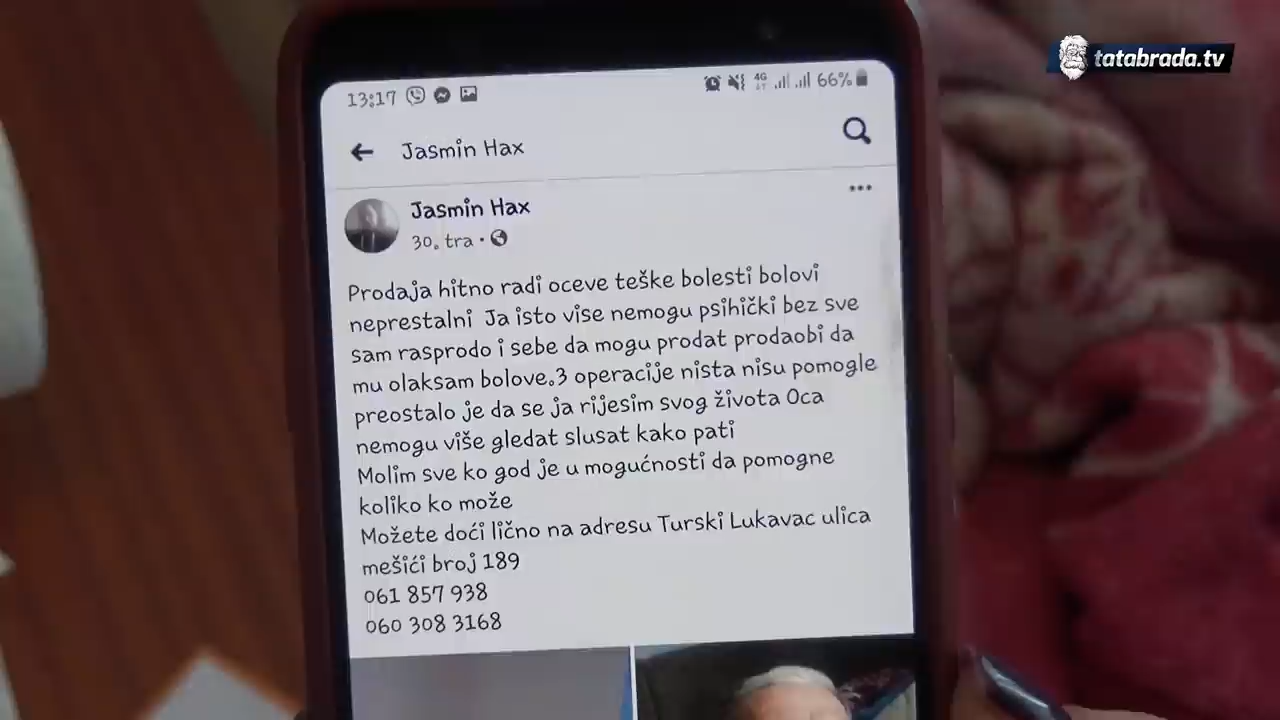 tatabrada.tv
13:17
4G
66%
Jasmin Hax
Jasmin Hax
30. tra ·
Prodaja hitno radi oceve teške bolesti bolovi
neprestalni Ja isto vise nemogu psihički bez sve
sam rasprodo i sebe da mogu prodat prodaobi da
mu olaksam bolove.3 operacije nista nisu pomogle
preostalo je da se ja rijesim svog života Oca
nemogu više gledat slusat kako pati
Molim sve ko god je u mogućnosti da pomogne
koliko ko može
Možete doći lično na adresu Turski Lukavac ulica
mešići broj 189
061 857 938
060 308 3168